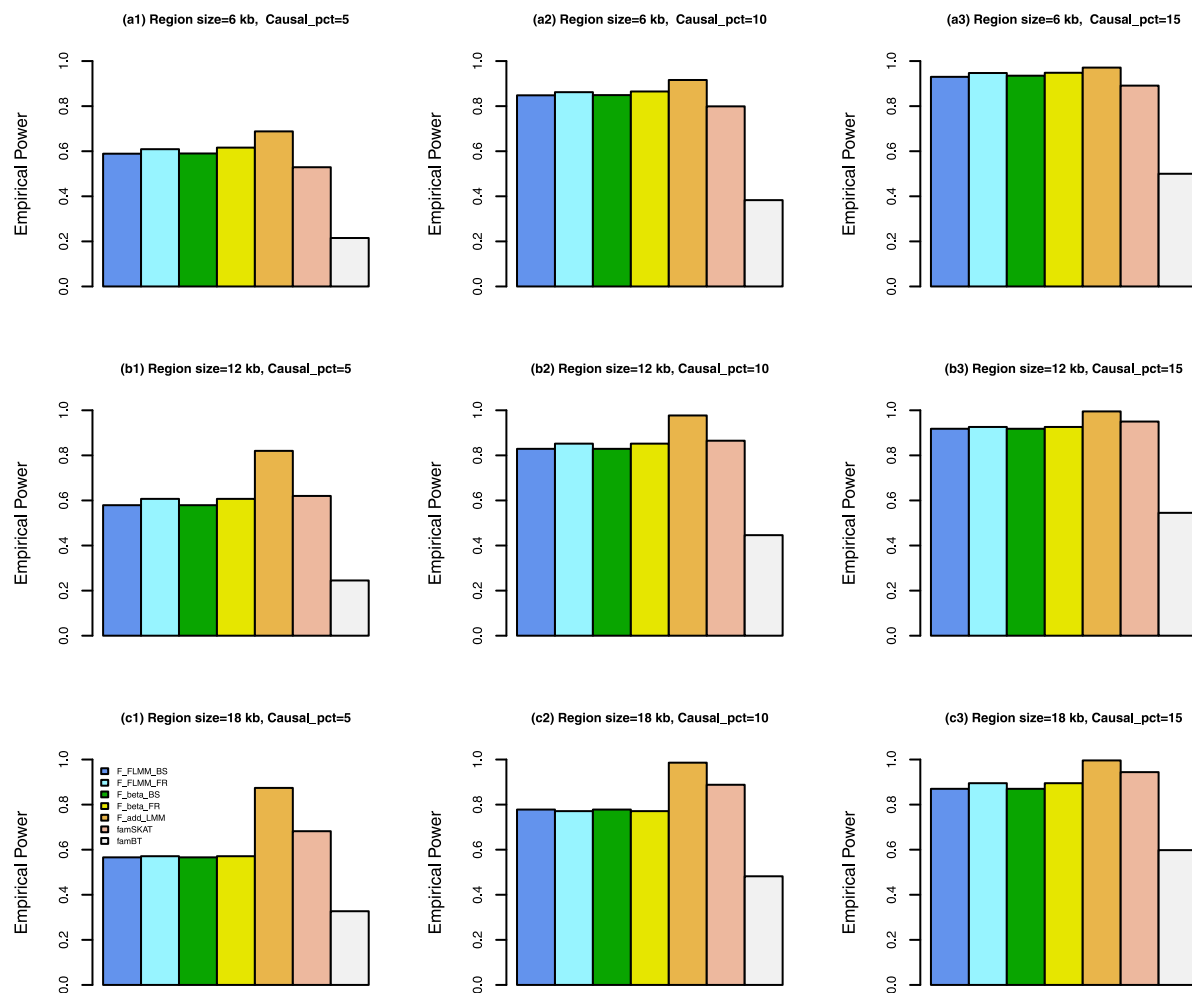 (a1) Region size=6 kb,  Causal_pct=5
(a2) Region size=6 kb,  Causal_pct=10
(a3) Region size=6 kb,  Causal_pct=15
Empirical Power
0.0 0.2 0.4 0.6 0.8 1.0
Empirical Power
0.0 0.2 0.4 0.6 0.8 1.0
Empirical Power
0.0 0.2 0.4 0.6 0.8 1.0
(b1) Region size=12 kb, Causal_pct=5
(b2) Region size=12 kb, Causal_pct=10
(b3) Region size=12 kb, Causal_pct=15
Empirical Power
0.0 0.2 0.4 0.6 0.8 1.0
Empirical Power
0.0 0.2 0.4 0.6 0.8 1.0
Empirical Power
0.0 0.2 0.4 0.6 0.8 1.0
(c1) Region size=18 kb, Causal_pct=5
(c2) Region size=18 kb, Causal_pct=10
(c3) Region size=18 kb, Causal_pct=15
Empirical Power
0.0 0.2 0.4 0.6 0.8 1.0
F_FLMM_BS
F_FLMM_FR
F_beta_BS
F_beta_FR
F_add_LMM
famSKAT
famBT
Empirical Power
0.0 0.2 0.4 0.6 0.8 1.0
Empirical Power
0.0 0.2 0.4 0.6 0.8 1.0